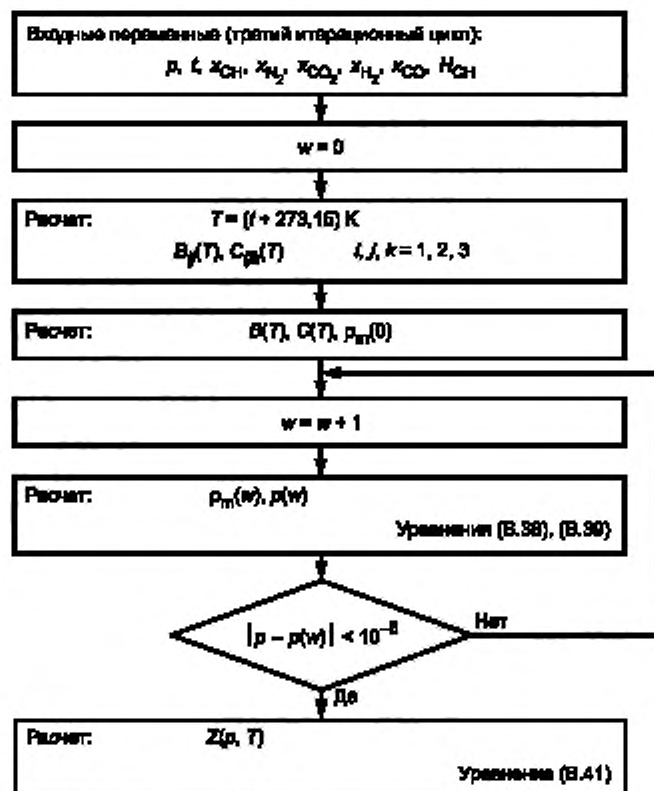 Входные переменные (третий итерационный цикл):
p, t, x_CH, x_N₂, x_CO₂, x_H₂, x_CO, H_CH
w = 0
Расчет: T = (t + 273,15) K
B_ij(T), C_ijk(T) i, j, k = 1, 2, 3
Расчет: B(T), C(T), ρ_m(0)
w = w + 1
Расчет: ρ_m(w), p(w)
Уравнения (B.38), (B.39)
|p – p(w)| < 10⁻⁶
Нет
Да
Расчет: Z(p, T)
Уравнение (B.41)